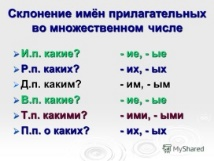 Склонение имён прилагательных
во множественном числе
И.п. какие? - ие, - ые
Р.п. каких? - их, - ых
Д.п. каким? - им, - ым
В.п. какие? - ие, - ые
Т.п. какими? - ими, - ыми
П.п. о каких? - их, - ых
MyShared